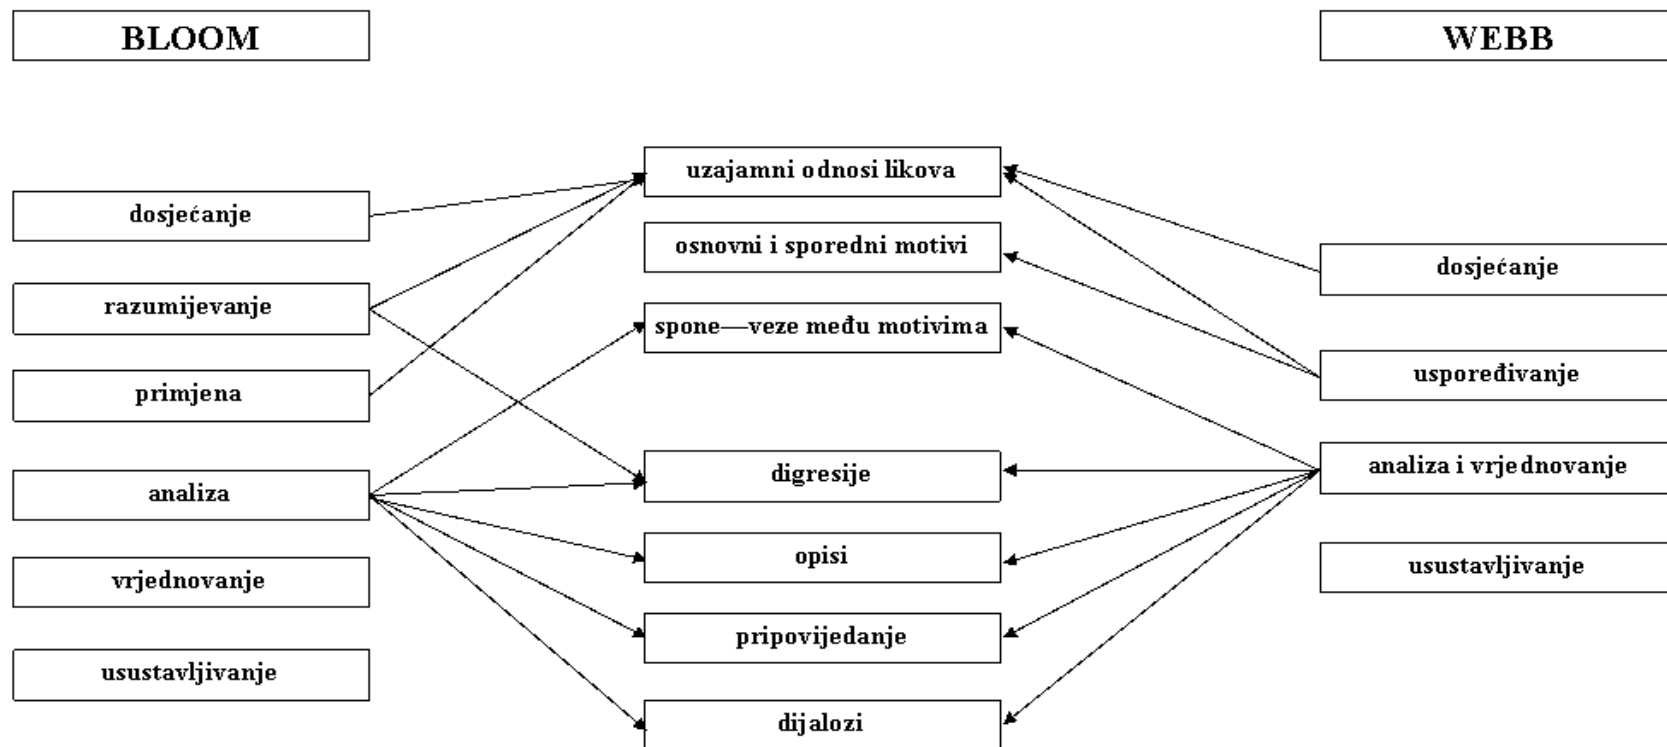 BLOOM
WEBB
dosjećanje
razumijevanje
primjena
analiza
vrjednovanje
usustavljivanje
uzajamni odnosi likova
osnovni i sporedni motivi
spone—veze među motivima
digresije
opisi
pripovijedanje
dijalozi
dosjećanje
uspoređivanje
analiza i vrjednovanje
usustavljivanje